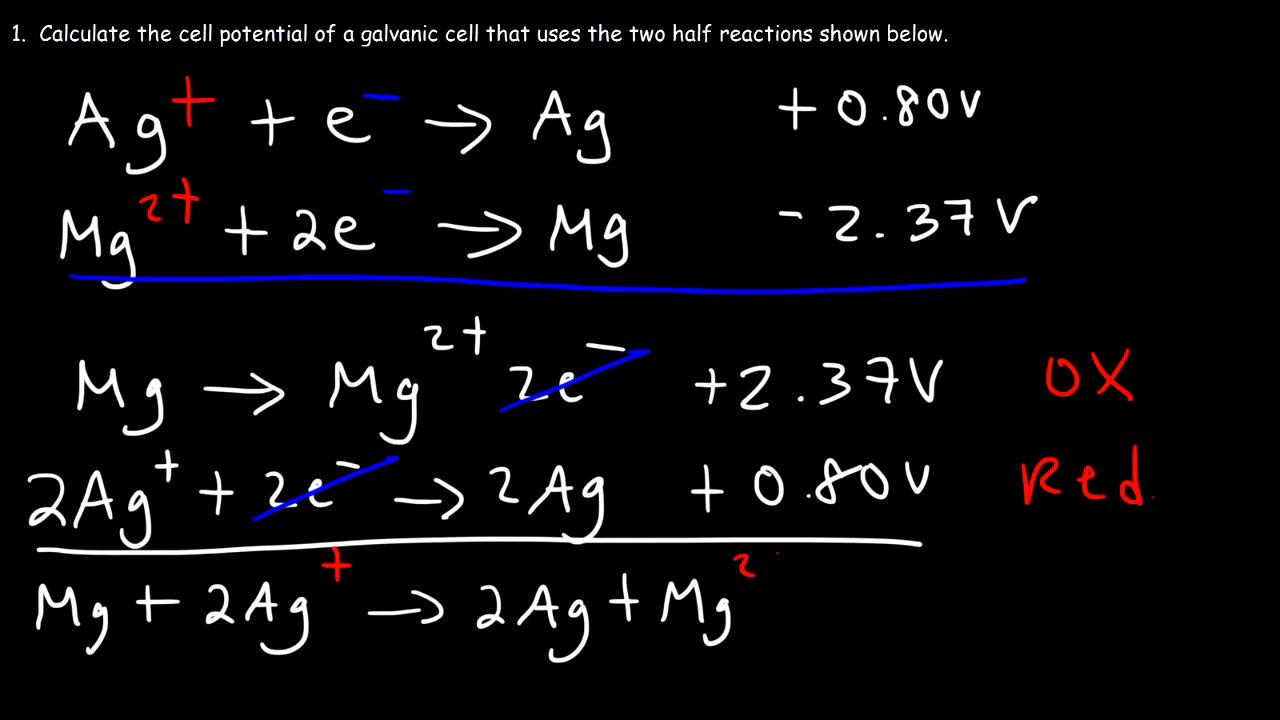 1. Calculate the cell potential of a galvanic cell that uses the two half reactions shown below.
Ag⁺ + e⁻ → Ag +0.80V
Mg²⁺ + 2e⁻ → Mg -2.37V
Mg → Mg²⁺ 2e⁻ +2.37V OX
2Ag⁺ + 2e⁻ → 2Ag +0.80V Red.
Mg + 2Ag⁺ → 2Ag + Mg²